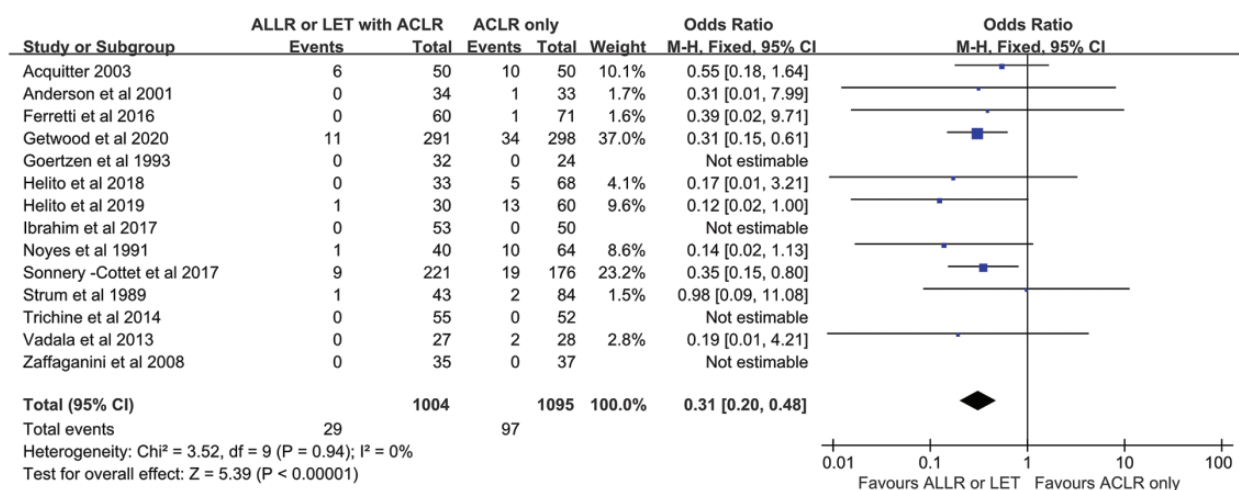 ALLR or LET with ACLR ACLR only Odds Ratio Odds Ratio
Study or Subgroup Events Total Events Total Weight M-H, Fixed, 95% CI M-H, Fixed, 95% CI
Acquitter 2003 6 50 10 50 10.1% 0.55 [0.18, 1.64]
Anderson et al 2001 0 34 1 33 1.7% 0.31 [0.01, 7.99]
Ferretti et al 2016 0 60 1 71 1.6% 0.39 [0.02, 9.71]
Getwood et al 2020 11 291 34 298 37.0% 0.31 [0.15, 0.61]
Goertzen et al 1993 0 32 0 24 Not estimable
Helito et al 2018 0 33 5 68 4.1% 0.17 [0.01, 3.21]
Helito et al 2019 1 30 13 60 9.6% 0.12 [0.02, 1.00]
Ibrahim et al 2017 0 53 0 50 Not estimable
Noyes et al 1991 1 40 10 64 8.6% 0.14 [0.02, 1.13]
Sonnery -Cottet et al 2017 9 221 19 176 23.2% 0.35 [0.15, 0.80]
Strum et al 1989 1 43 2 84 1.5% 0.98 [0.09, 11.08]
Trichine et al 2014 0 55 0 52 Not estimable
Vadala et al 2013 0 27 2 28 2.8% 0.19 [0.01, 4.21]
Zaffaganini et al 2008 0 35 0 37 Not estimable
Total (95% CI) 1004 1095 100.0% 0.31 [0.20, 0.48]
Total events 29 97
Heterogeneity: Chi² = 3.52, df = 9 (P = 0.94); I² = 0%
Test for overall effect: Z = 5.39 (P < 0.00001)
0.01 0.1 1 10 100
Favours ALLR or LET Favours ACLR only